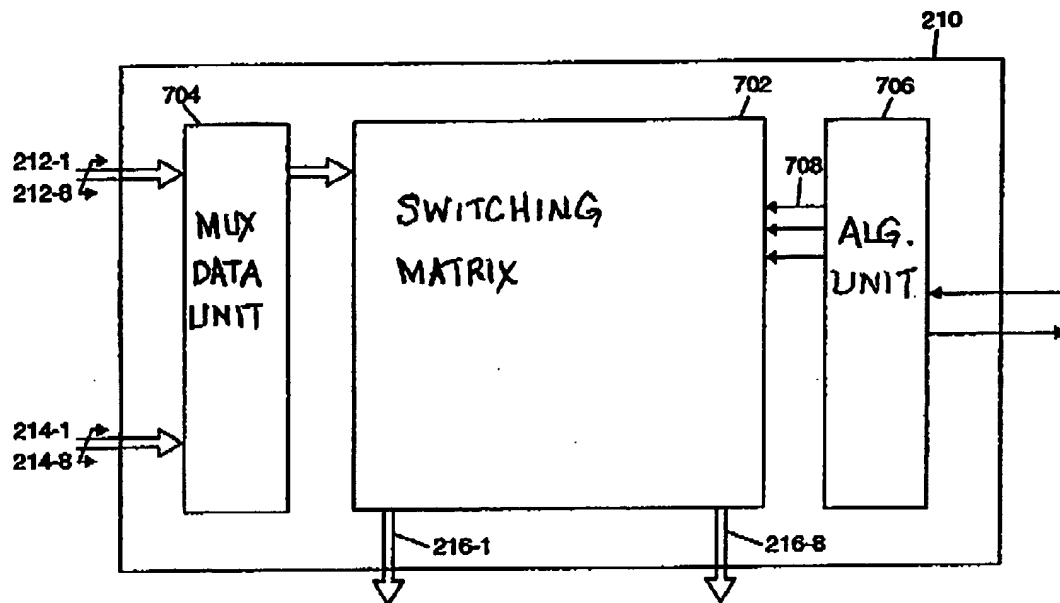 210
704
702
706
212-1
212-8
708
MUX
DATA
UNIT
SWITCHING
MATRIX
ALG.
UNIT
214-1
214-8
216-1
216-8